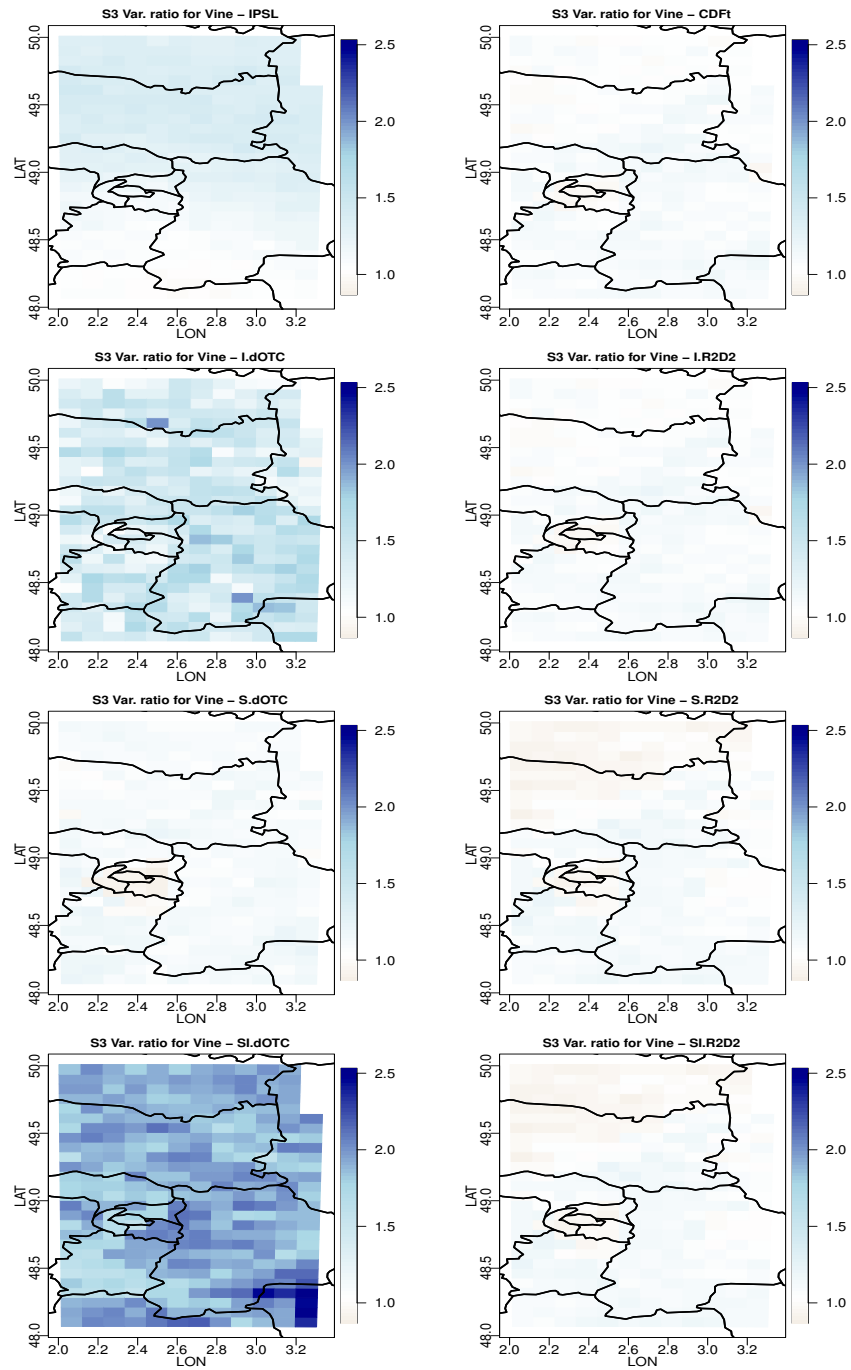 S3 Var. ratio for Vine − IPSL
LAT
50.0
49.5
49.0
48.5
48.0
2.0 2.2 2.4 2.6 2.8 3.0 3.2
LON
2.5
2.0
1.5
1.0
S3 Var. ratio for Vine − CDFt
LAT
50.0
49.5
49.0
48.5
48.0
2.0 2.2 2.4 2.6 2.8 3.0 3.2
LON
2.5
2.0
1.5
1.0
S3 Var. ratio for Vine − I.dOTC
LAT
50.0
49.5
49.0
48.5
48.0
2.0 2.2 2.4 2.6 2.8 3.0 3.2
LON
2.5
2.0
1.5
1.0
S3 Var. ratio for Vine − I.R2D2
LAT
50.0
49.5
49.0
48.5
48.0
2.0 2.2 2.4 2.6 2.8 3.0 3.2
LON
2.5
2.0
1.5
1.0
S3 Var. ratio for Vine − S.dOTC
LAT
50.0
49.5
49.0
48.5
48.0
2.0 2.2 2.4 2.6 2.8 3.0 3.2
LON
2.5
2.0
1.5
1.0
S3 Var. ratio for Vine − S.R2D2
LAT
50.0
49.5
49.0
48.5
48.0
2.0 2.2 2.4 2.6 2.8 3.0 3.2
LON
2.5
2.0
1.5
1.0
S3 Var. ratio for Vine − SI.dOTC
LAT
50.0
49.5
49.0
48.5
48.0
2.0 2.2 2.4 2.6 2.8 3.0 3.2
LON
2.5
2.0
1.5
1.0
S3 Var. ratio for Vine − SI.R2D2
LAT
50.0
49.5
49.0
48.5
48.0
2.0 2.2 2.4 2.6 2.8 3.0 3.2
LON
2.5
2.0
1.5
1.0